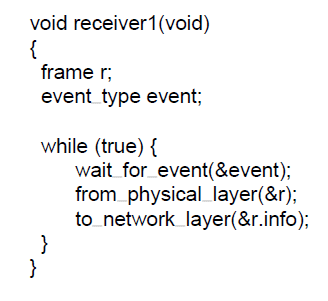 void receiver1(void)
{
frame r;
event_type event;
while (true) {
wait_for_event(&event);
from_physical_layer(&r);
to_network_layer(&r.info);
}
}